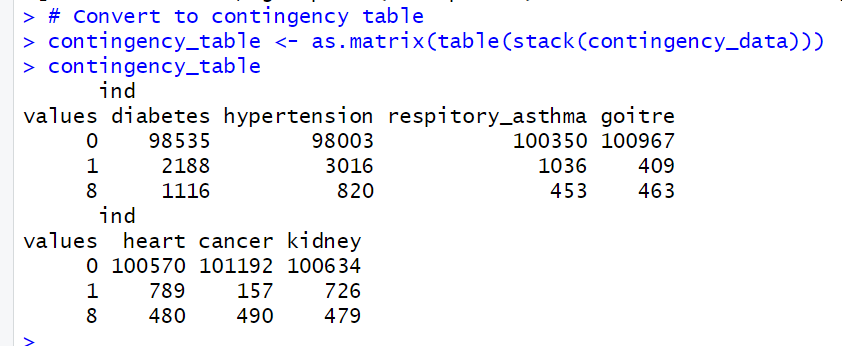 > # Convert to contingency table
> contingency_table <- as.matrix(table(stack(contingency_data)))
> contingency_table
      ind
values diabetes hypertension respitory_asthma goitre
     0    98535        98003           100350 100967
     1     2188         3016             1036    409
     8     1116          820              453    463
      ind
values  heart cancer kidney
     0 100570 101192 100634
     1    789    157    726
     8    480    490    479
>